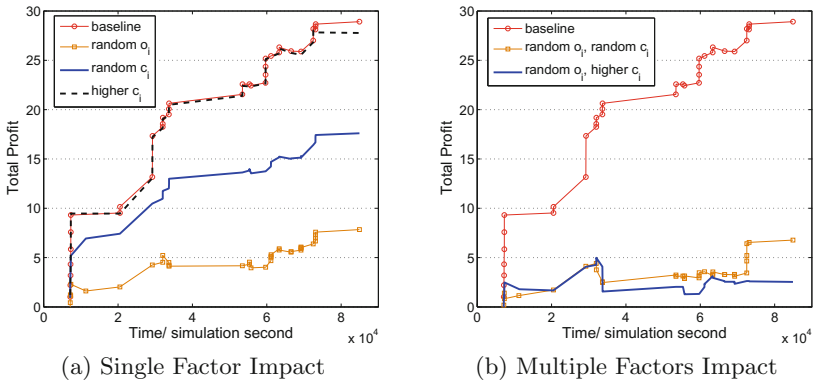 30
25
20
15
10
5
0
Total Profit
baseline
random o_i
random c_i
higher c_i
0 2 4 6 8
x 10^4
Time/ simulation second
(a) Single Factor Impact
30
25
20
15
10
5
0
Total Profit
baseline
random o_i, random c_i
random o_i, higher c_i
0 2 4 6 8
x 10^4
Time/ simulation second
(b) Multiple Factors Impact